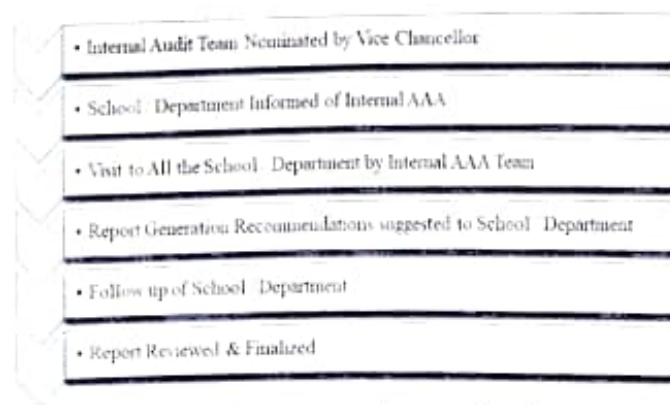 • Internal Audit Team Nominated by Vice Chancellor
• School Department Informed of Internal AAA
• Visit to All the School Department by Internal AAA Team
• Report Generation Recommendations suggested to School Department
• Follow up of School Department
• Report Reviewed & Finalized